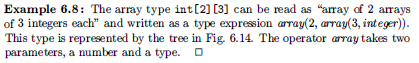 Example 6.8: The array type int[2][3] can be read as "array of 2 arrays
of 3 integers each" and written as a type expression array(2, array(3, integer)).
This type is represented by the tree in Fig. 6.14. The operator array takes two
parameters, a number and a type. □